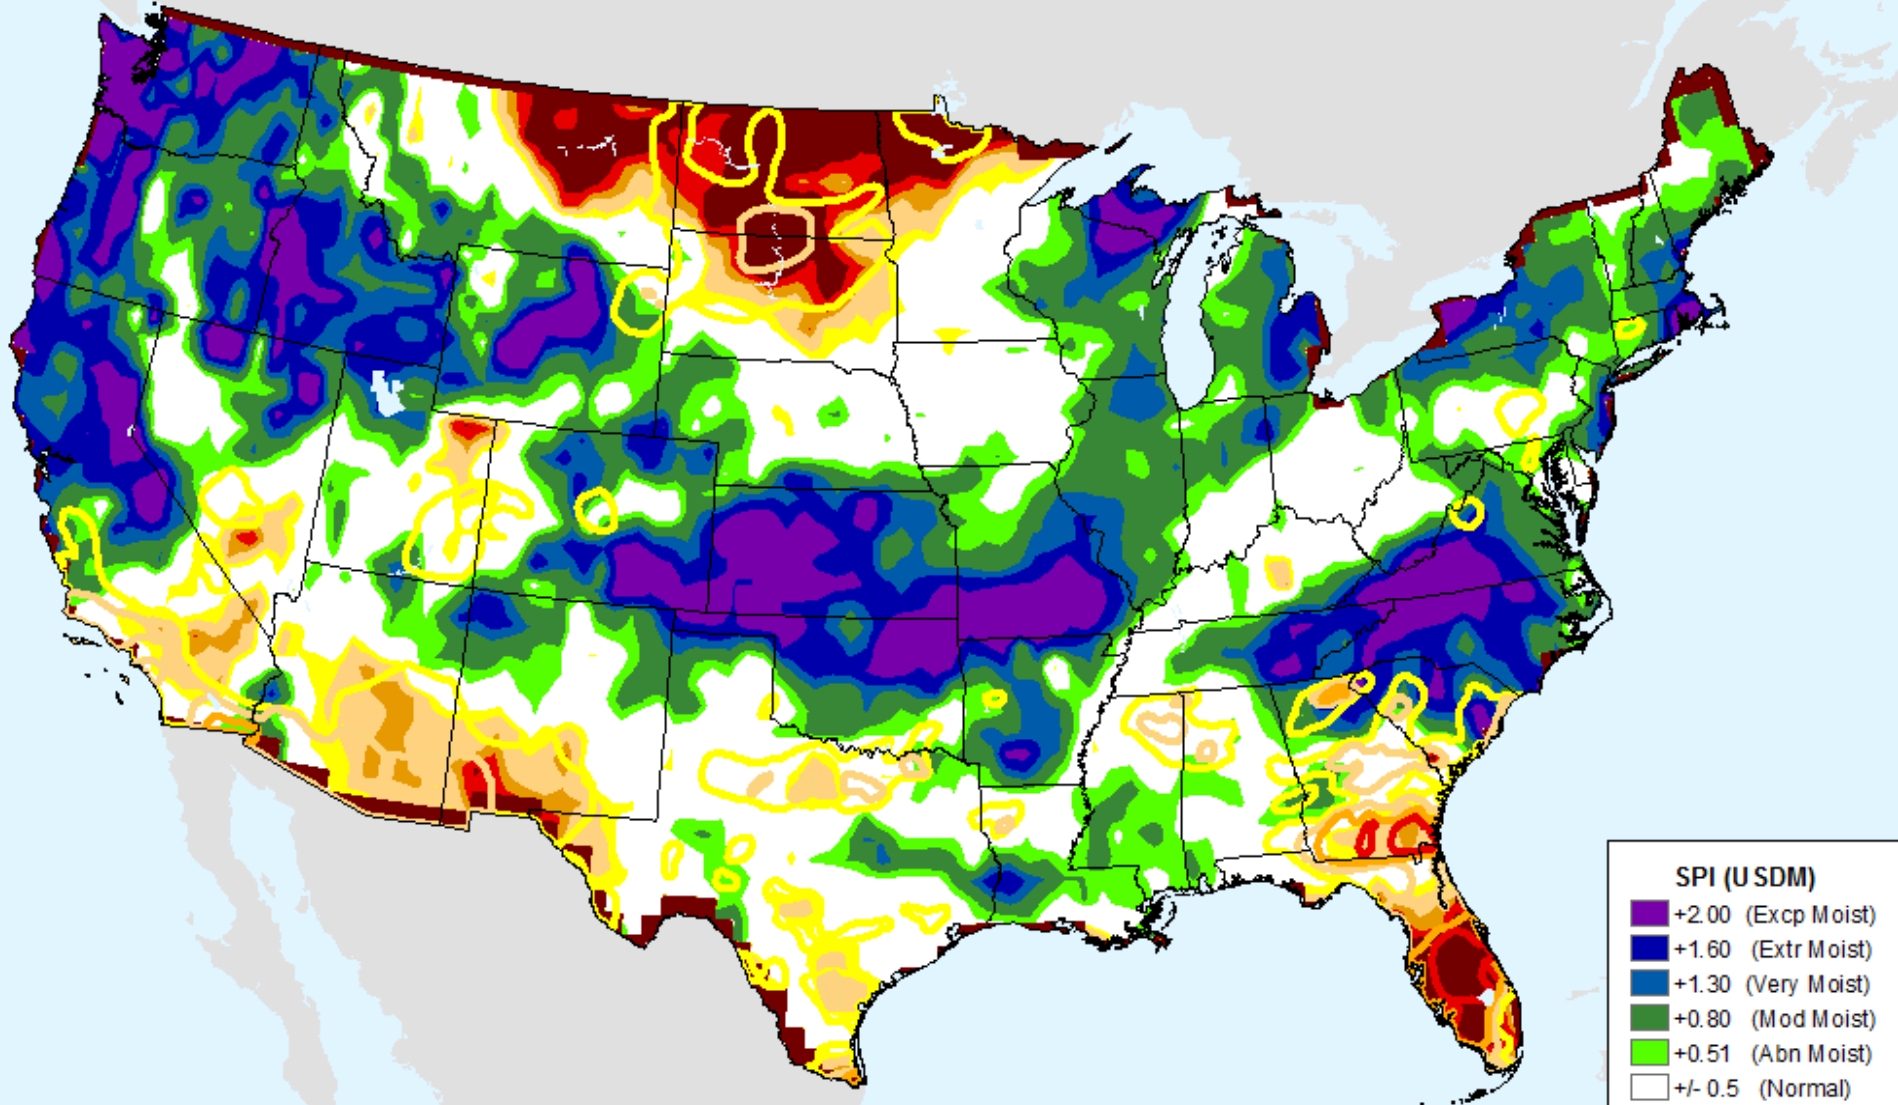 SPI (USDM)
+2.00 (Excp Moist)
+1.60 (Extr Moist)
+1.30 (Very Moist)
+0.80 (Mod Moist)
+0.51 (Abn Moist)
+/- 0.5 (Normal)